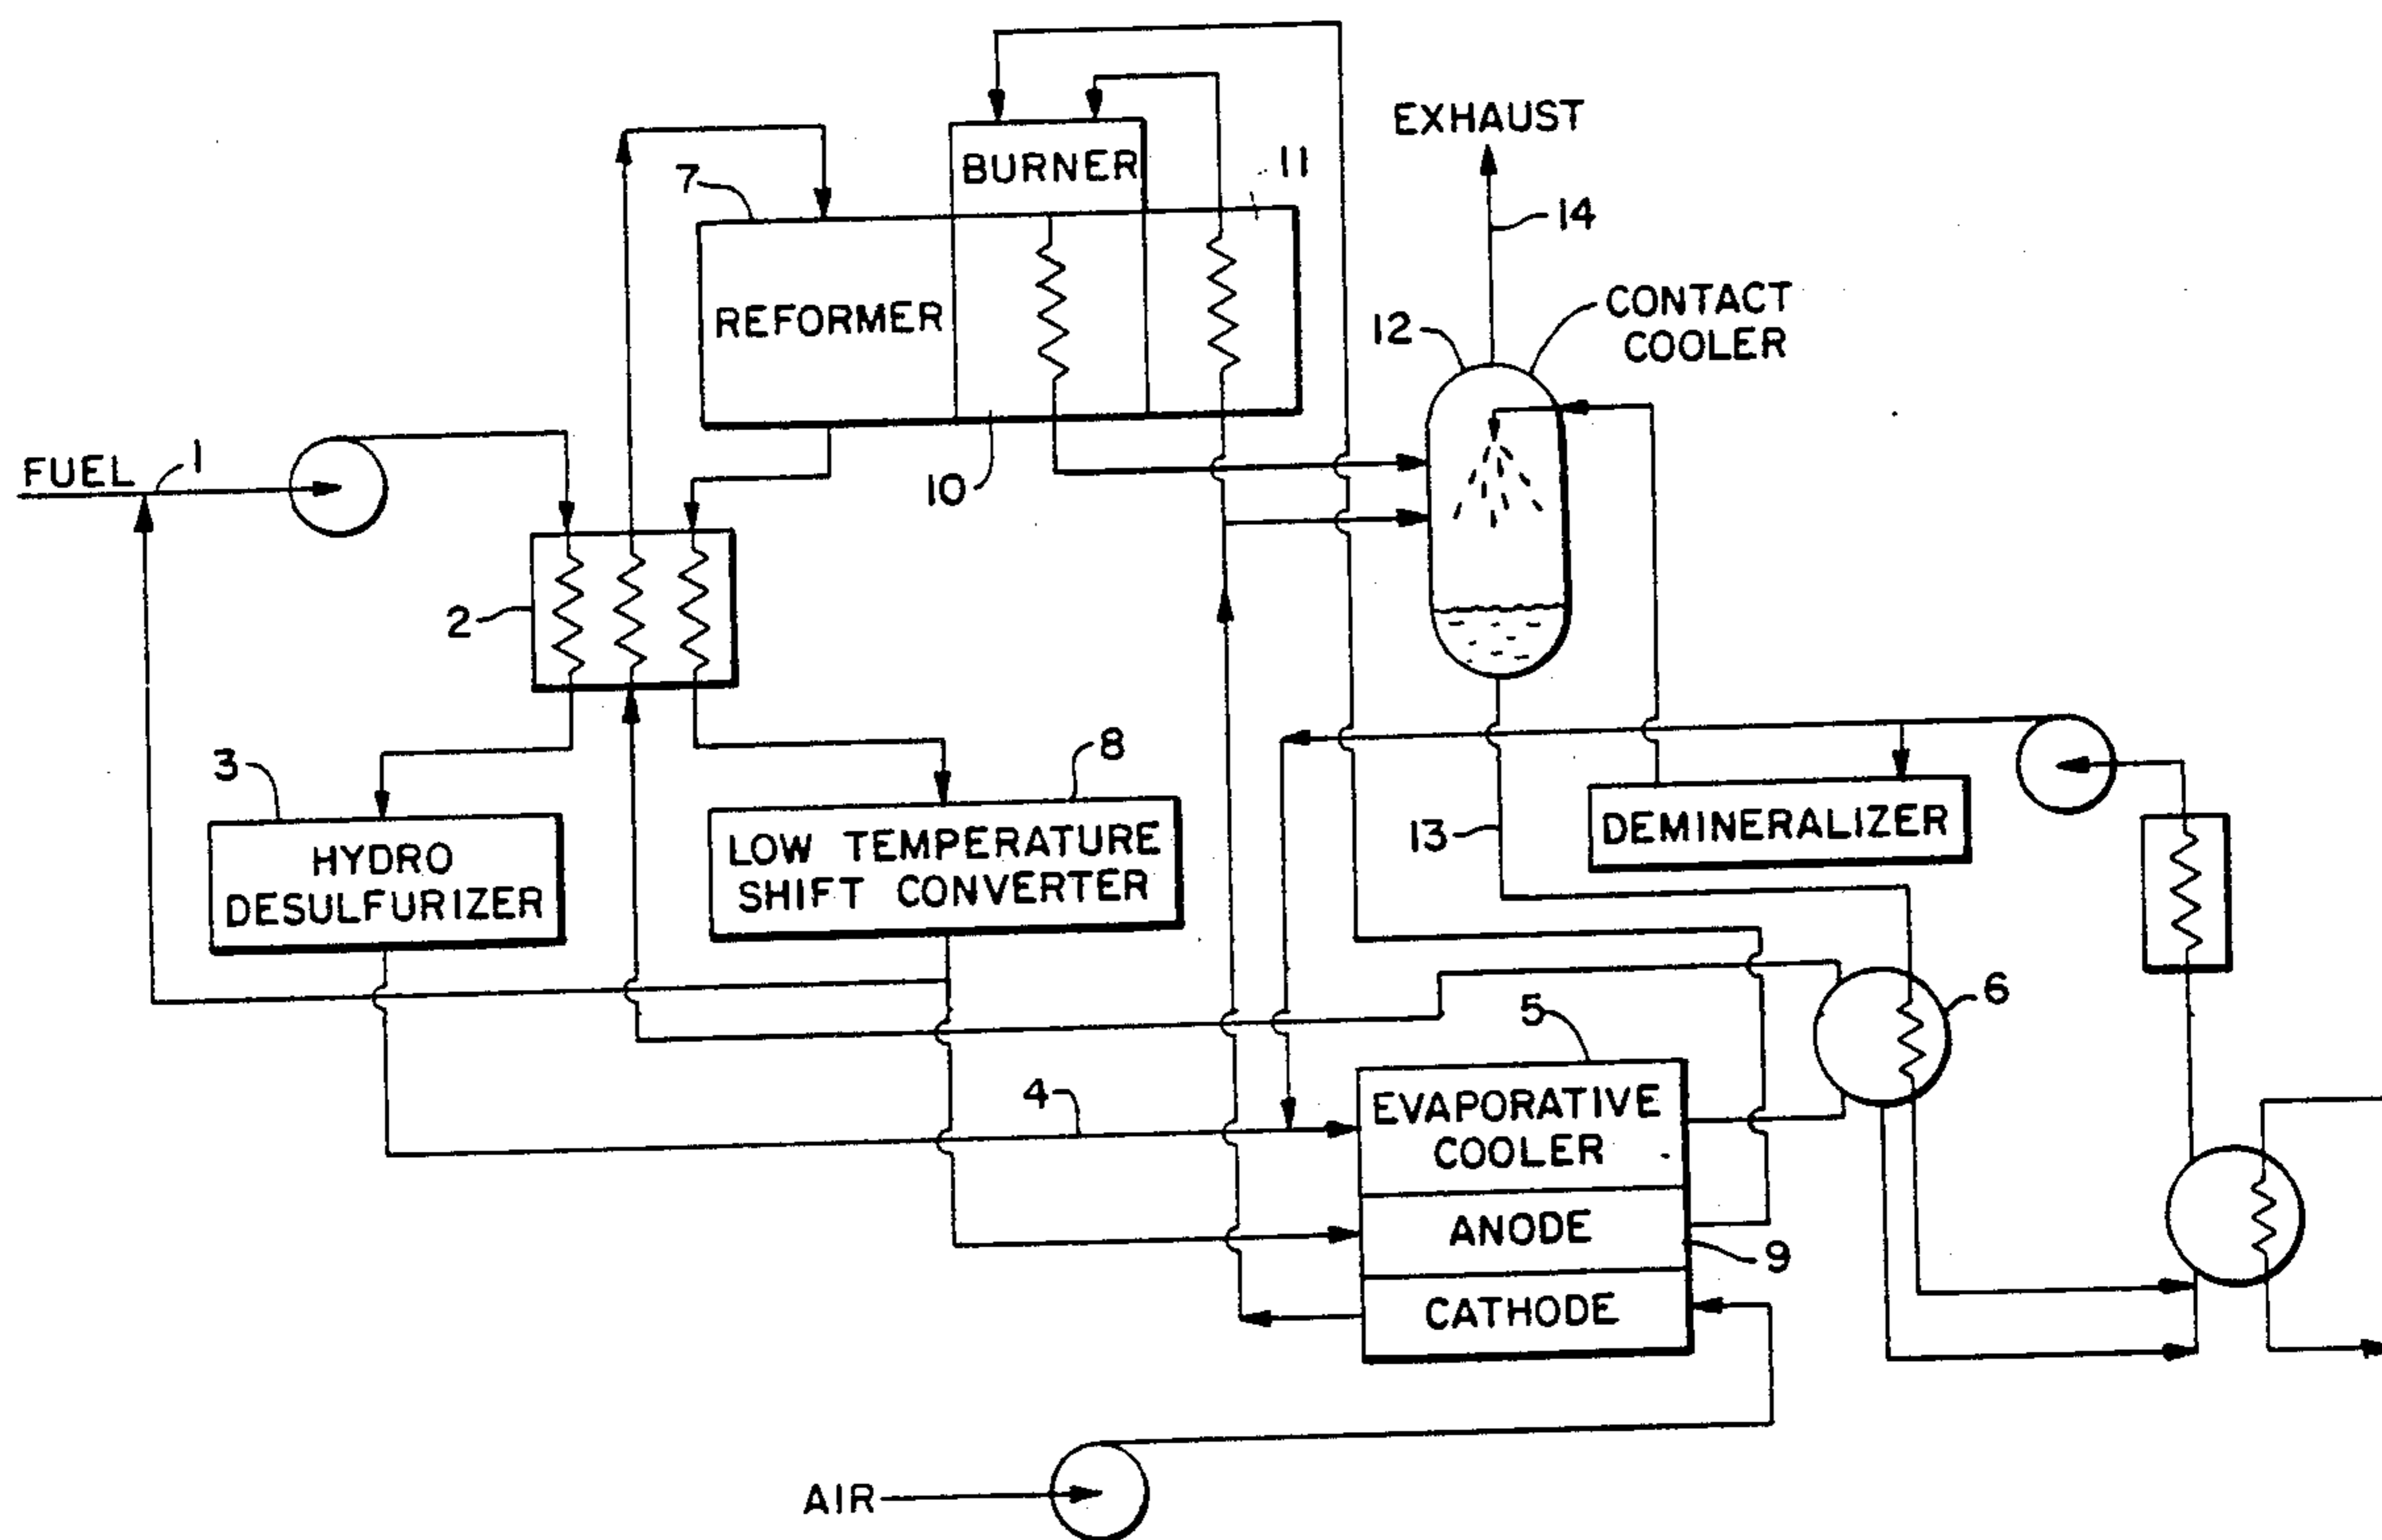 EXHAUST
BURNER
11
7
14
REFORMER
CONTACT
COOLER
12
FUEL
1
10
2
3
8
HYDRO
DESULFURIZER
LOW TEMPERATURE
SHIFT CONVERTER
13
DEMINERALIZER
6
5
4
EVAPORATIVE
COOLER
ANODE
9
CATHODE
AIR